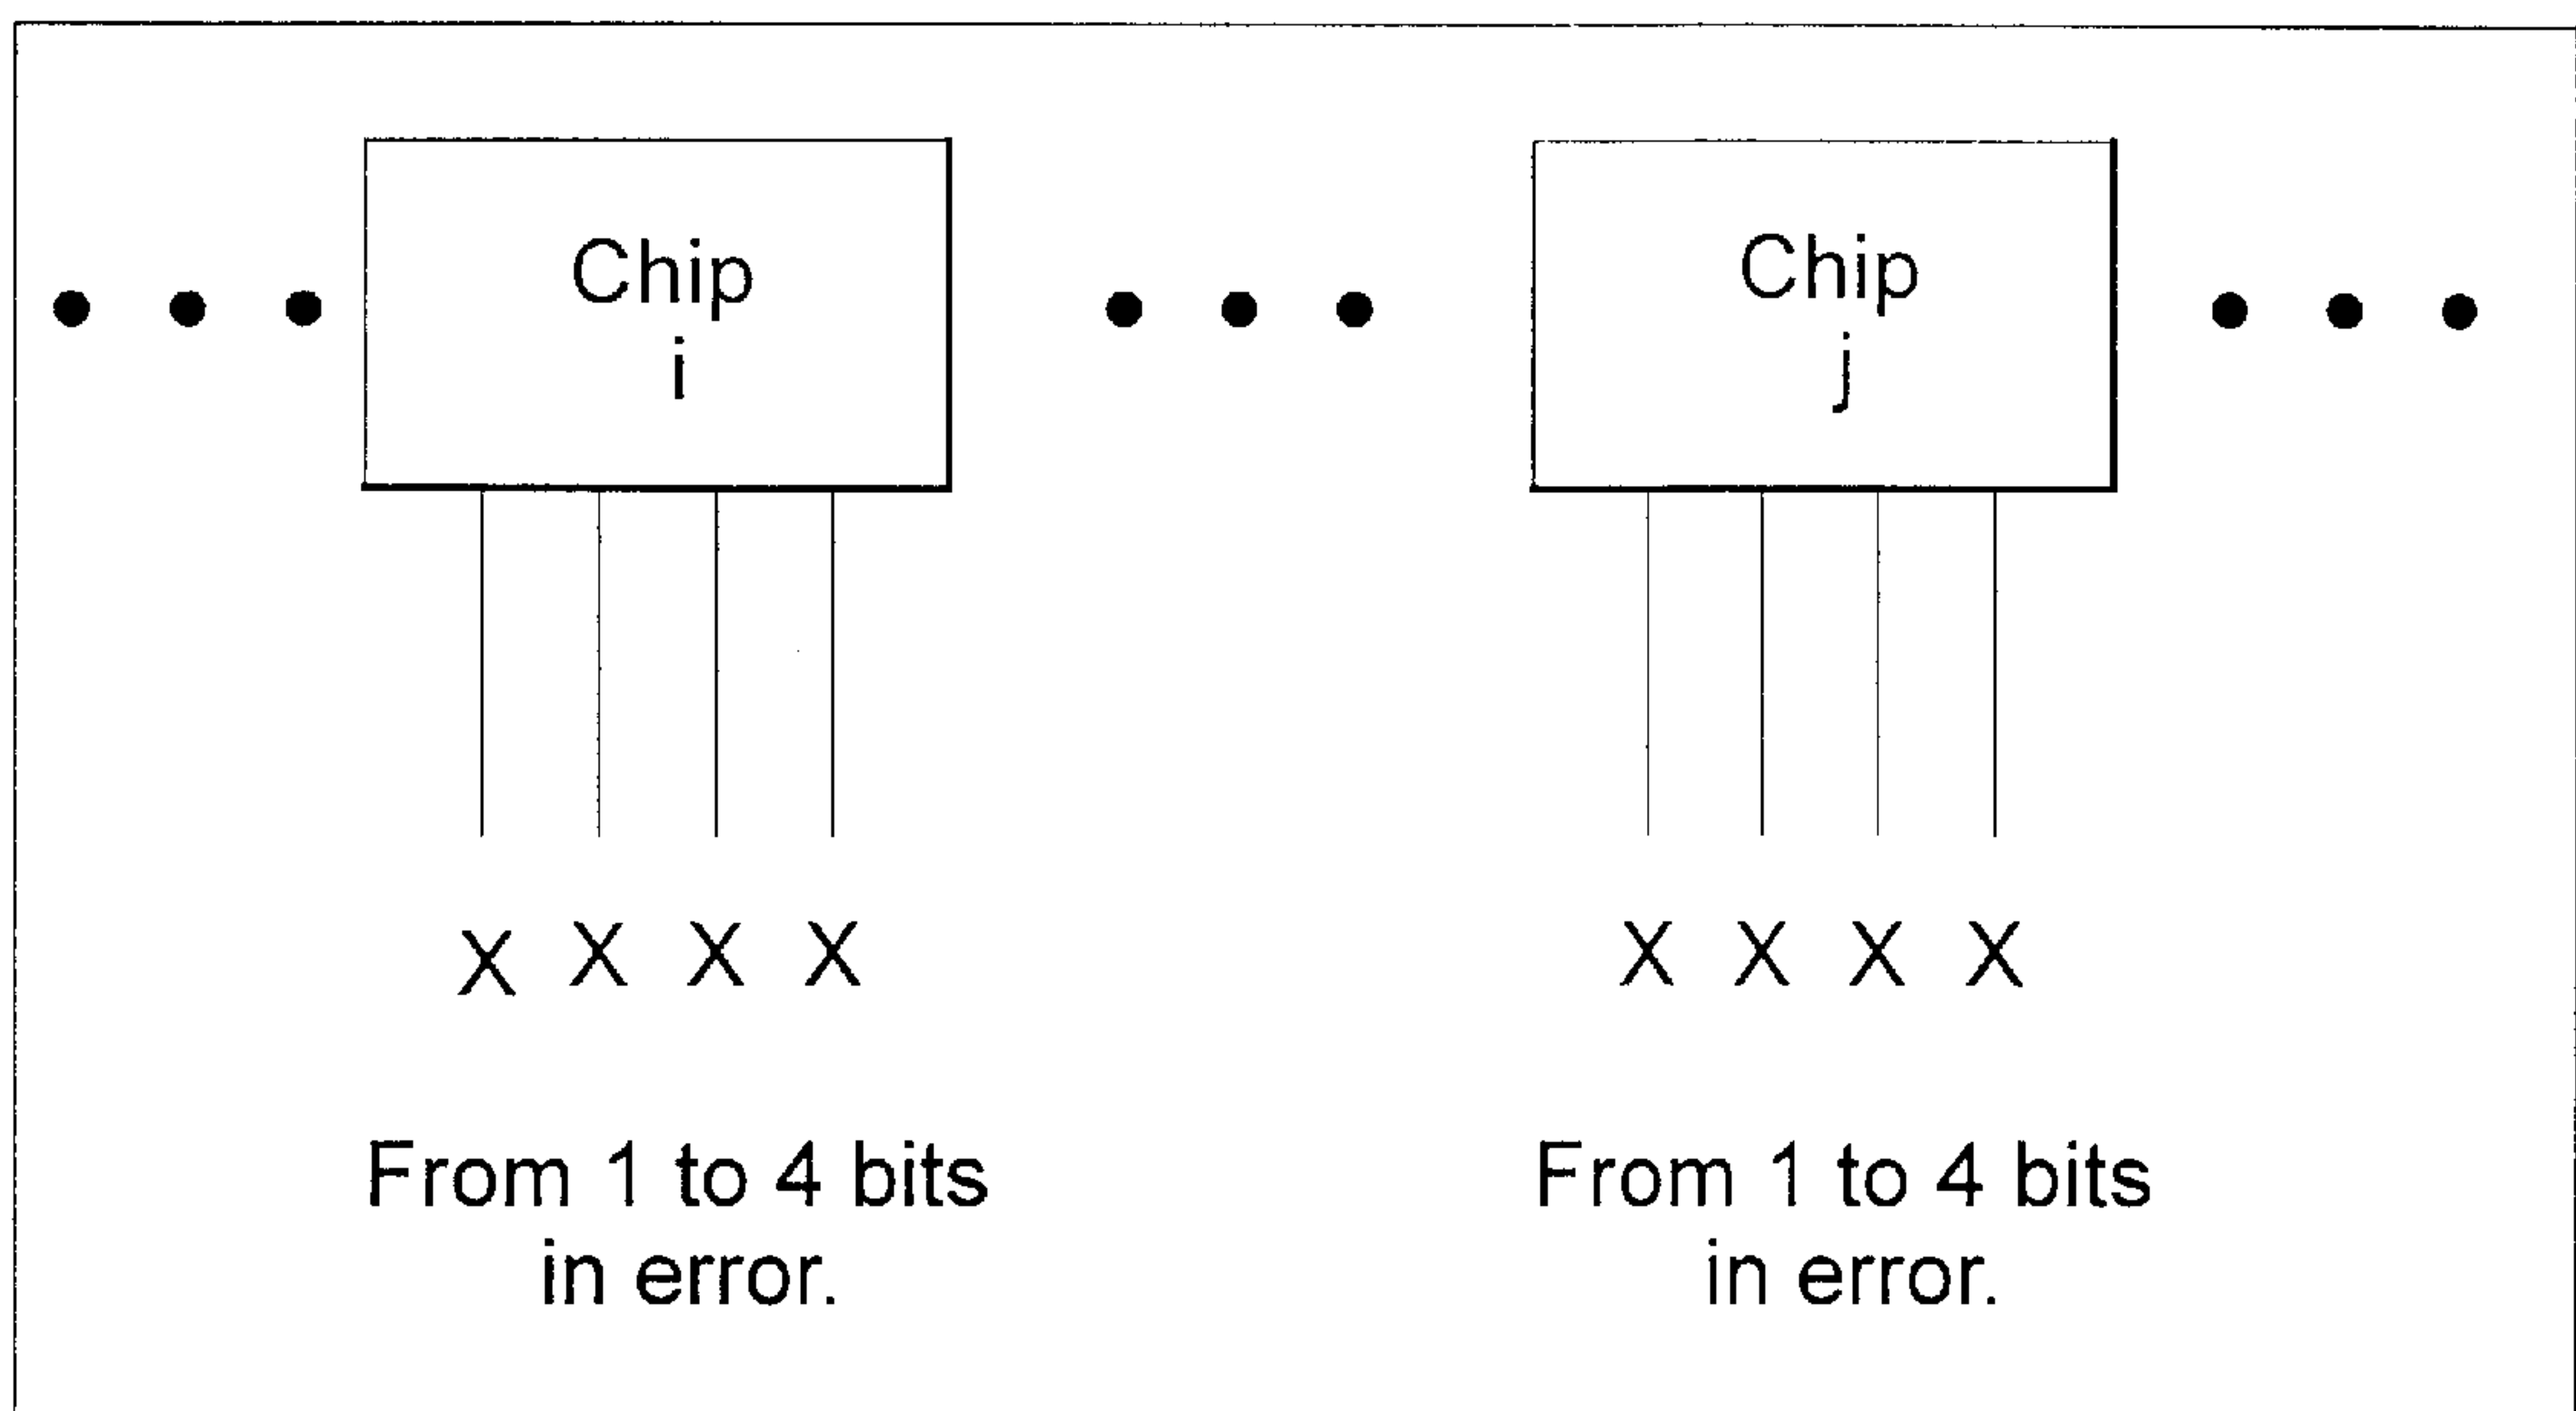 Chip
i
Chip
j
X X X X
X X X X
From 1 to 4 bits
in error.
From 1 to 4 bits
in error.